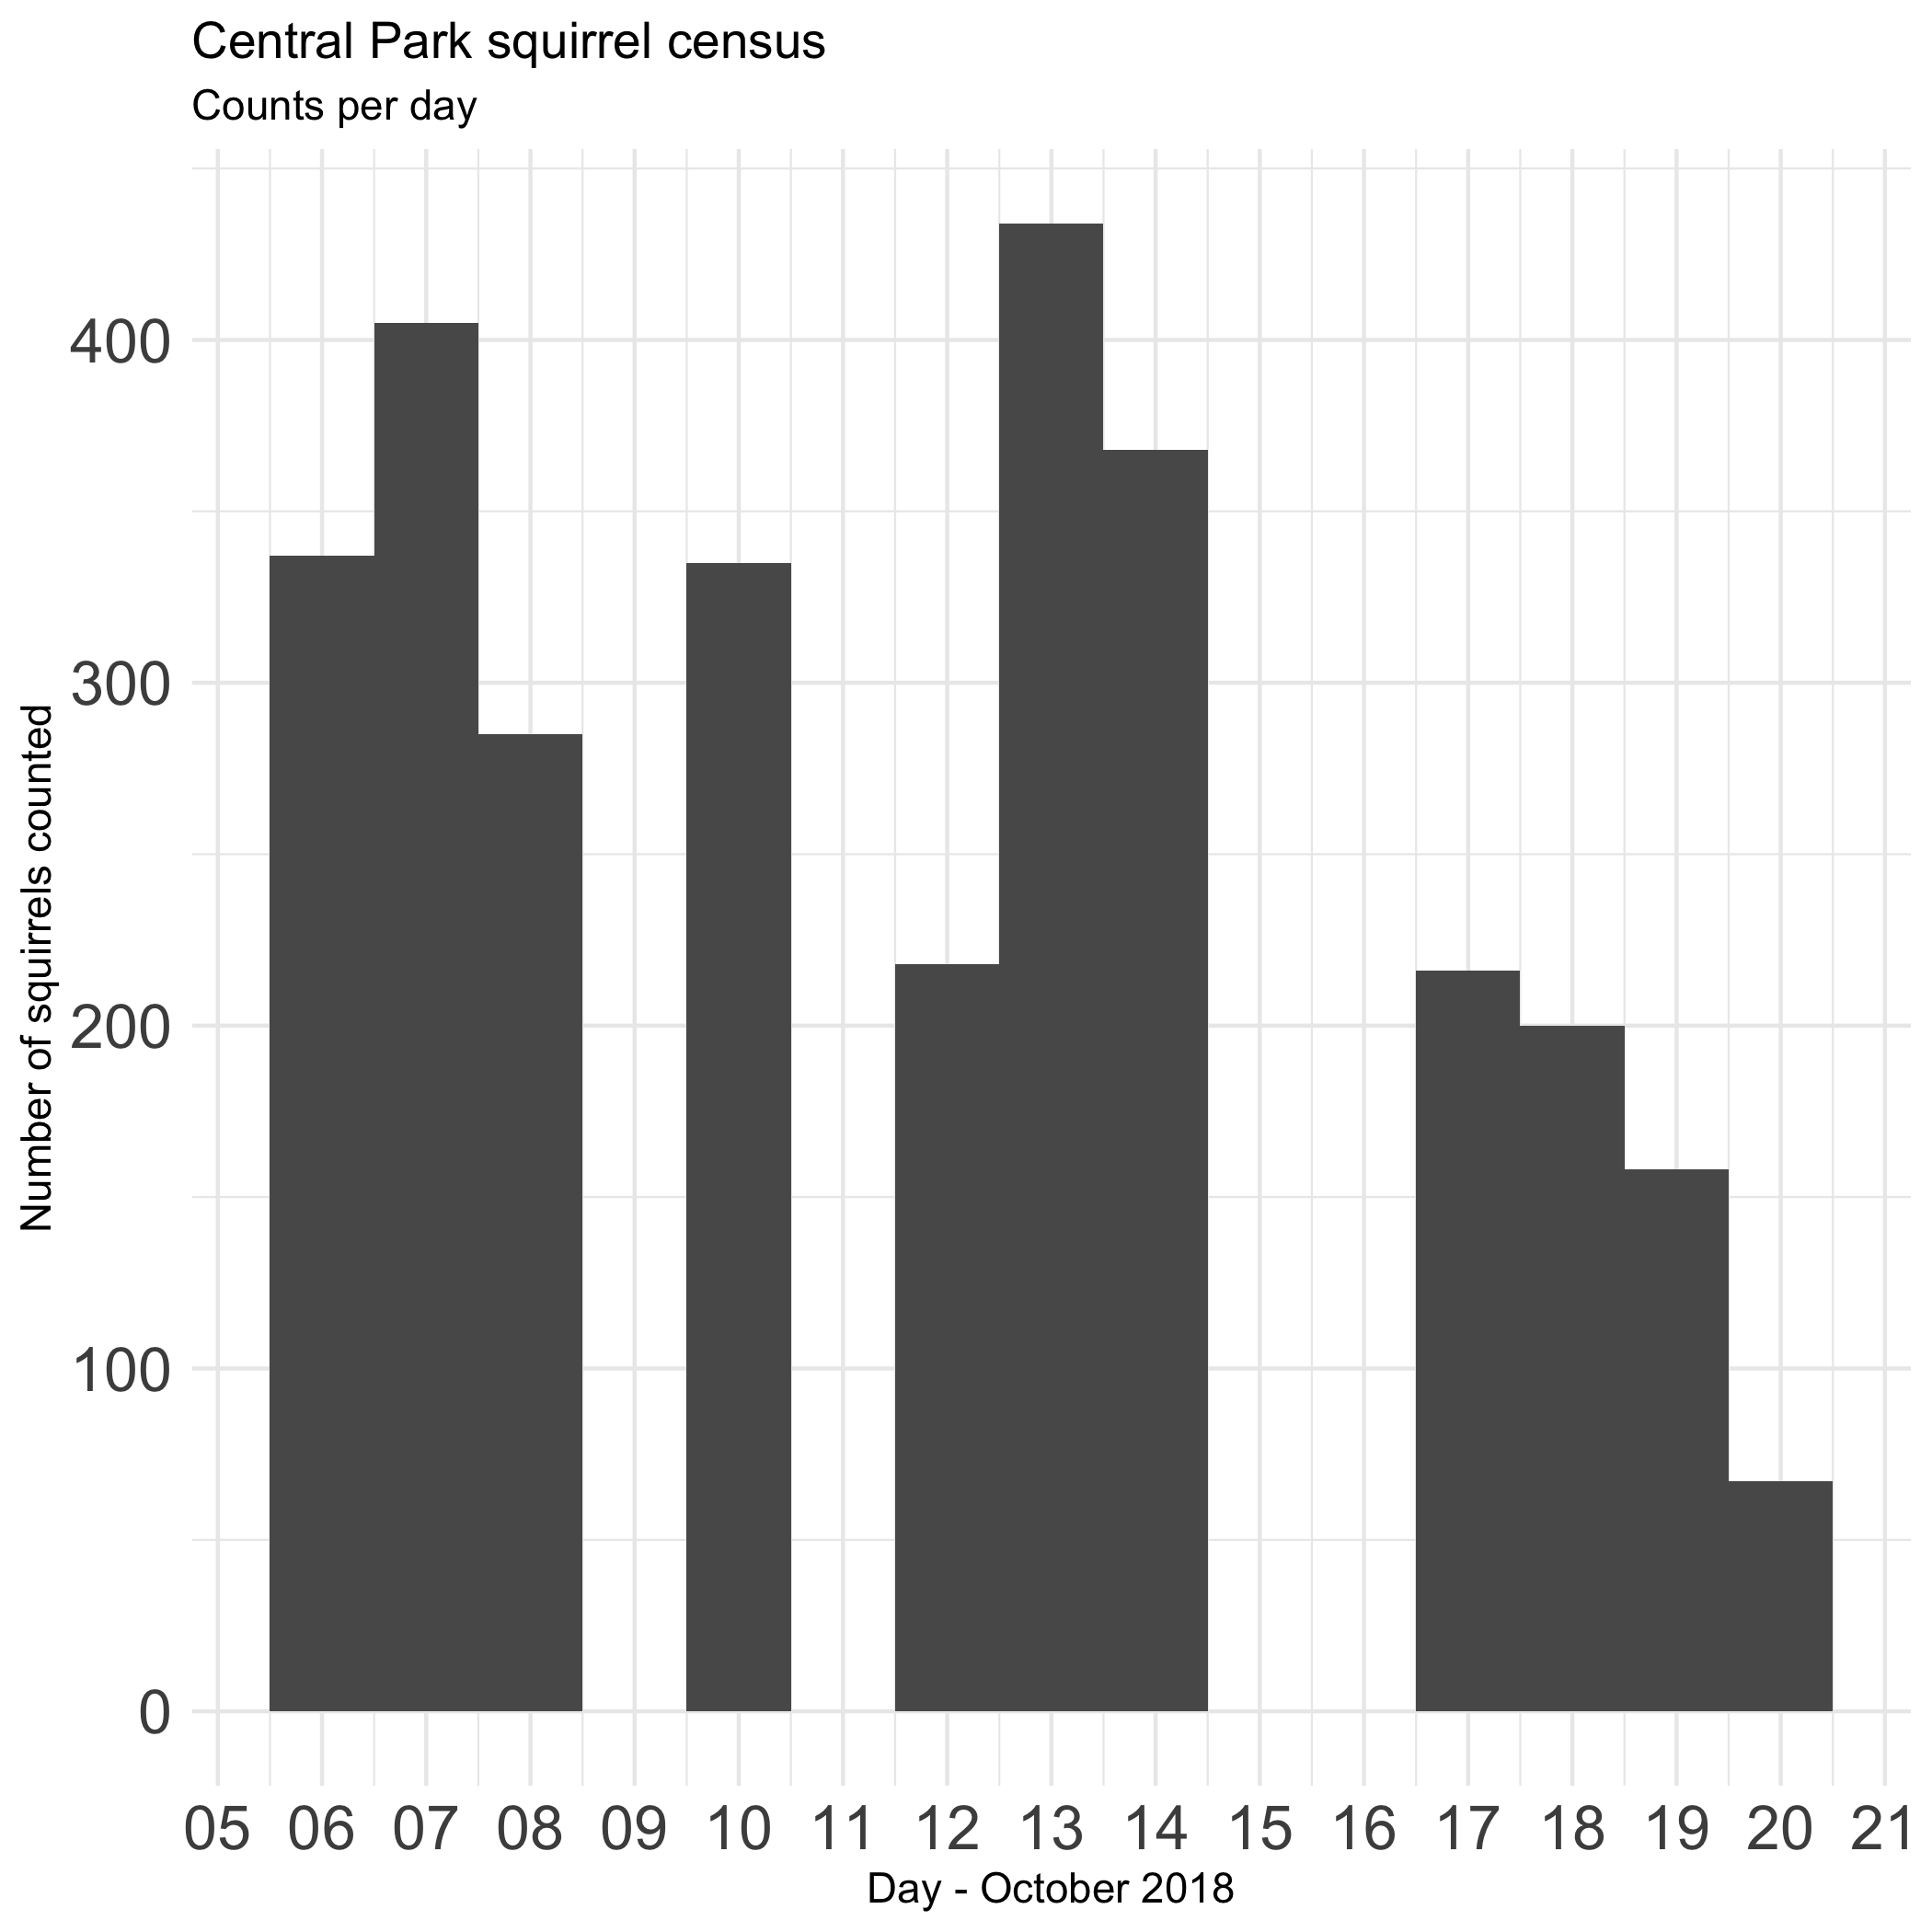 Central Park squirrel census
Counts per day
Number of squirrels counted
400
300
200
100
0
05 06 07 08 09 10 11 12 13 14 15 16 17 18 19 20 21
Day - October 2018